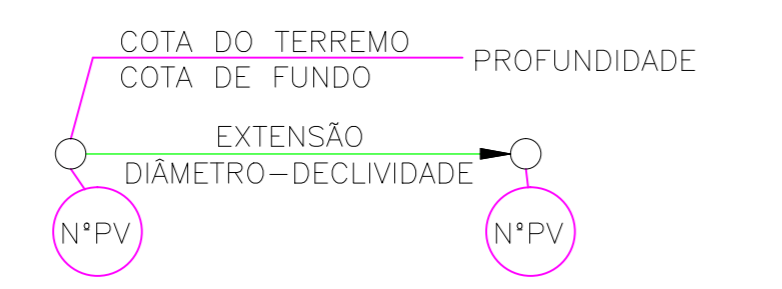 COTA DO TERREMO
COTA DE FUNDO
PROFUNDIDADE
EXTENSÃO
DIÂMETRO-DECLIVIDADE
NºPV
NºPV